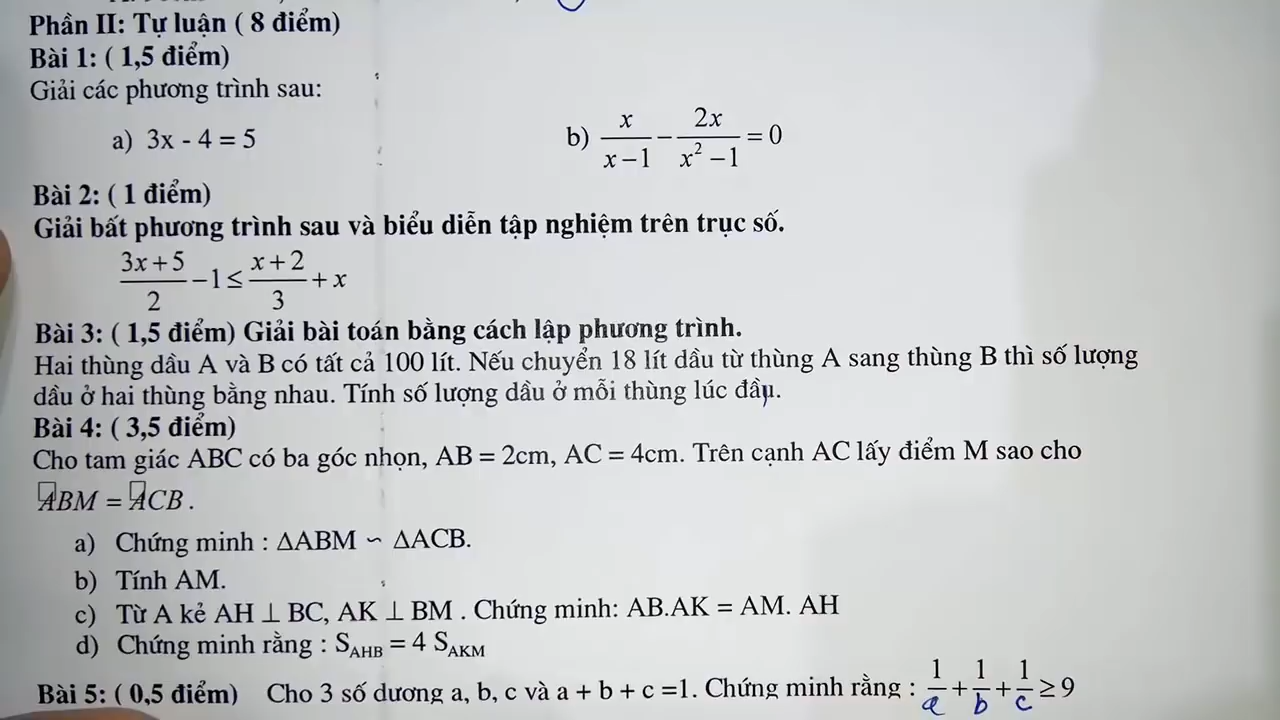 Phần II: Tự luận ( 8 điểm)
Bài 1: ( 1,5 điểm)
Giải các phương trình sau:
a) 3x - 4 = 5 b) x/(x−1) − 2x/(x²−1) = 0
Bài 2: ( 1 điểm)
Giải bất phương trình sau và biểu diễn tập nghiệm trên trục số.
(3x+5)/2 −1 ≤ (x+2)/3 + x
Bài 3: ( 1,5 điểm) Giải bài toán bằng cách lập phương trình.
Hai thùng dầu A và B có tất cả 100 lít. Nếu chuyển 18 lít dầu từ thùng A sang thùng B thì số lượng
dầu ở hai thùng bằng nhau. Tính số lượng dầu ở mỗi thùng lúc đầu.
Bài 4: ( 3,5 điểm)
Cho tam giác ABC có ba góc nhọn, AB = 2cm, AC = 4cm. Trên cạnh AC lấy điểm M sao cho
ABM = ACB .
a) Chứng minh : ΔABM ∽ ΔACB.
b) Tính AM.
c) Từ A kẻ AH ⊥ BC, AK ⊥ BM . Chứng minh: AB.AK = AM. AH
d) Chứng minh rằng : S_AHB = 4 S_AKM
Bài 5: ( 0,5 điểm) Cho 3 số dương a, b, c và a + b + c =1. Chứng minh rằng : 1/a + 1/b + 1/c ≥ 9